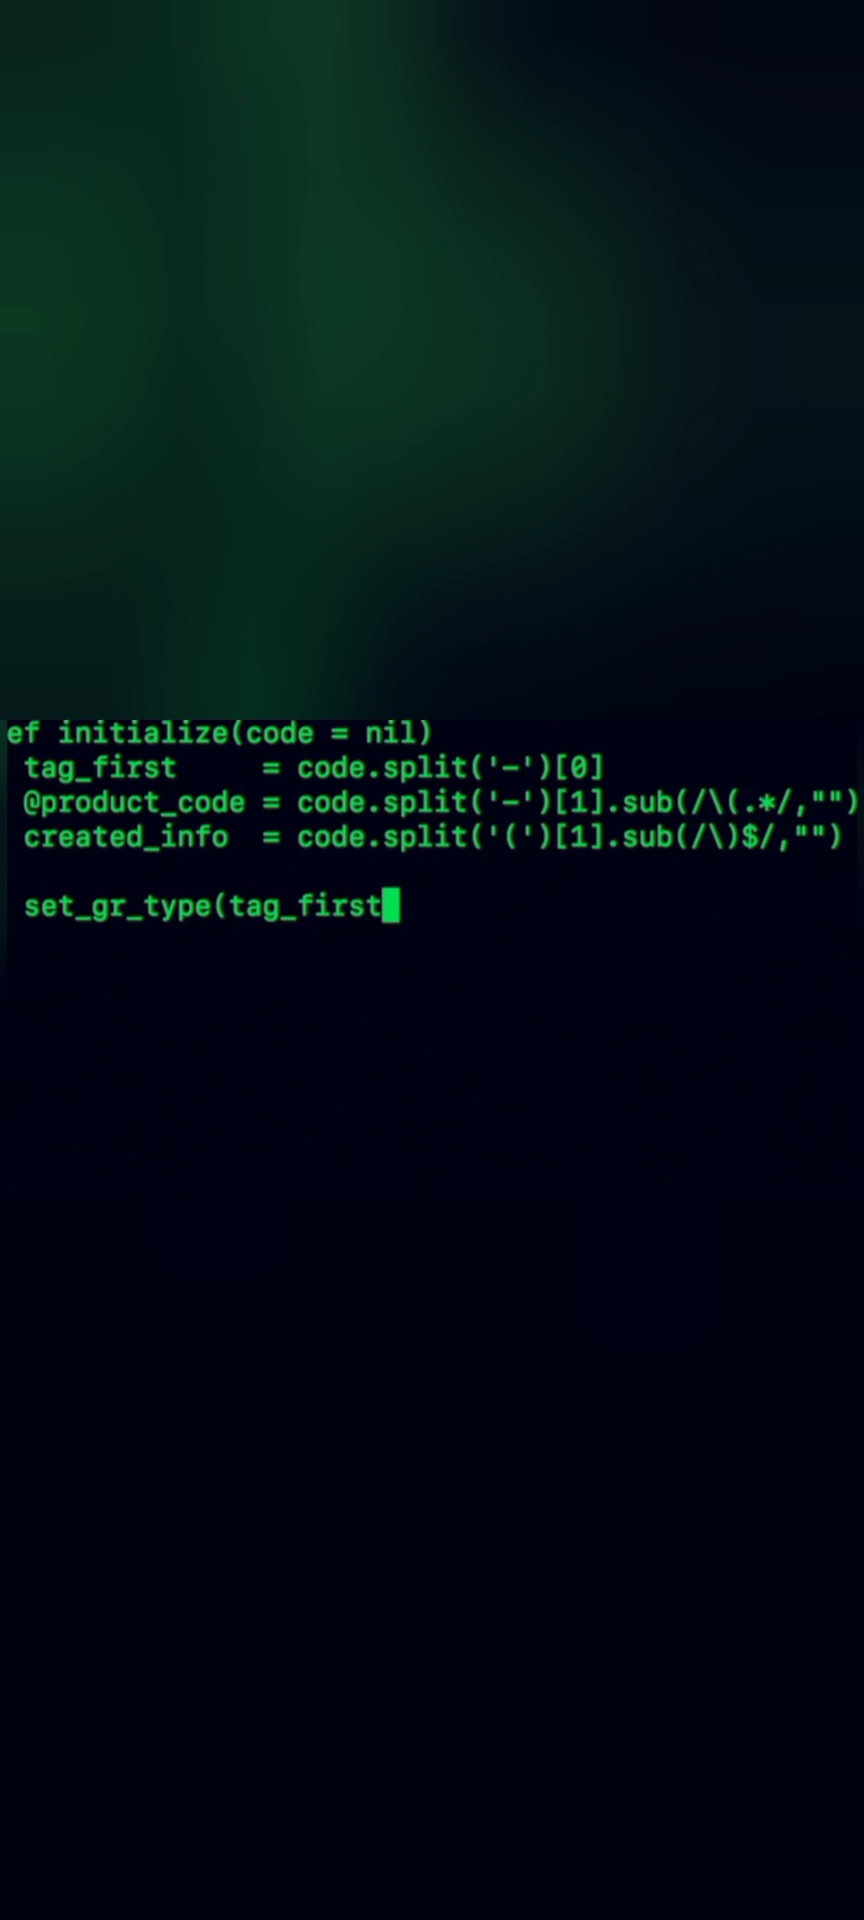 ef initialize(code = nil)
tag_first     = code.split('-')[0]
@product_code = code.split('-')[1].sub(/\(.*/,"")
created_info  = code.split('(')[1].sub(/\)$/,"")
set_gr_type(tag_first